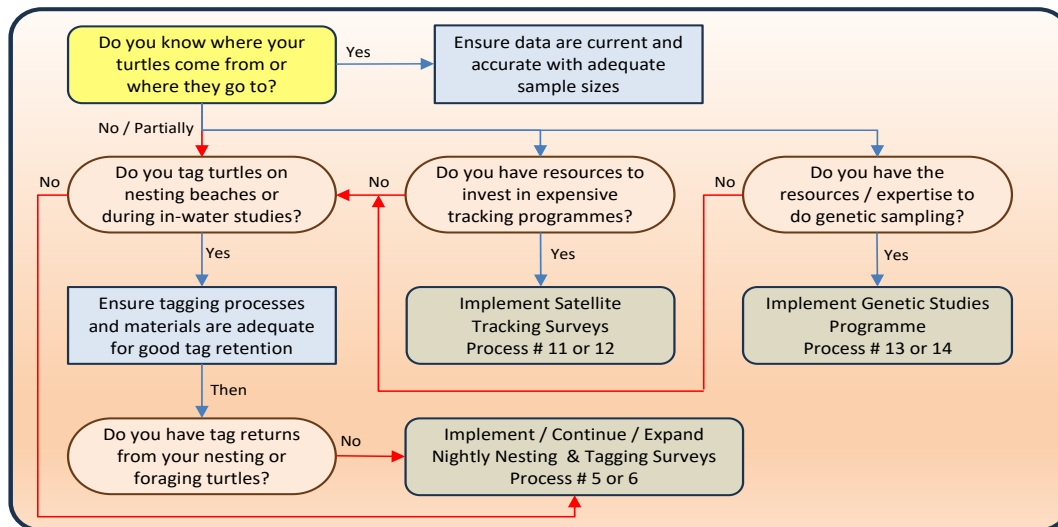 Do you know where your
turtles come from or
where they go to?
Yes
Ensure data are current and
accurate with adequate
sample sizes
No / Partially
No
Do you tag turtles on
nesting beaches or
during in-water studies?
No
Do you have resources to
invest in expensive
tracking programmes?
No
Do you have the
resources / expertise to
do genetic sampling?
Yes
Yes
Yes
Ensure tagging processes
and materials are adequate
for good tag retention
Implement Satellite
Tracking Surveys
Process # 11 or 12
Implement Genetic Studies
Programme
Process # 13 or 14
Then
Do you have tag returns
from your nesting or
foraging turtles?
No
Implement / Continue / Expand
Nightly Nesting & Tagging Surveys
Process # 5 or 6